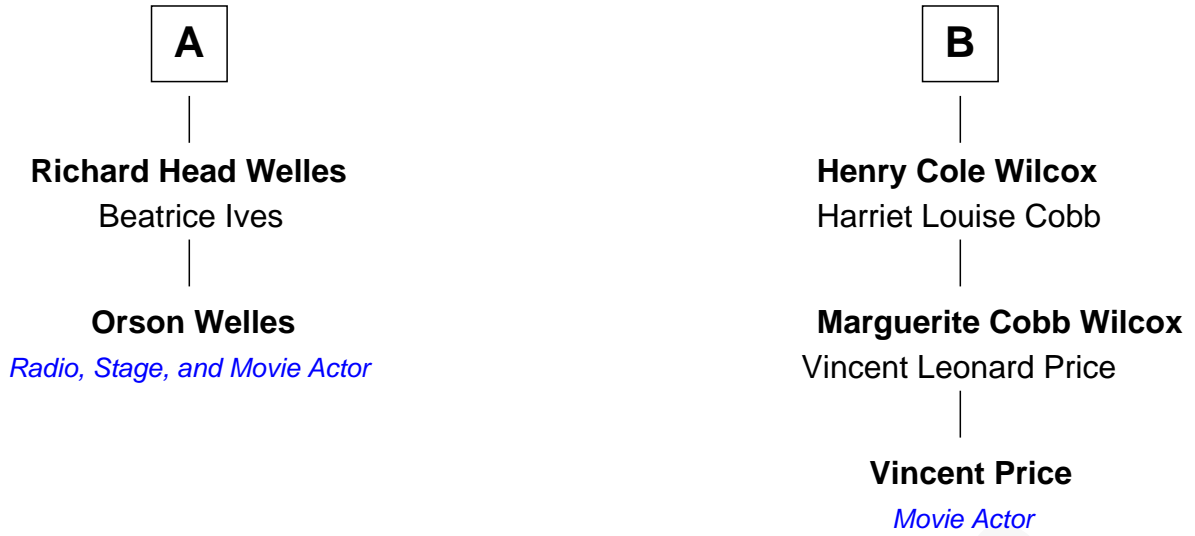 A
Richard Head Welles
Beatrice Ives
Orson Welles
Radio, Stage, and Movie Actor
B
Henry Cole Wilcox
Harriet Louise Cobb
Marguerite Cobb Wilcox
Vincent Leonard Price
Vincent Price
Movie Actor